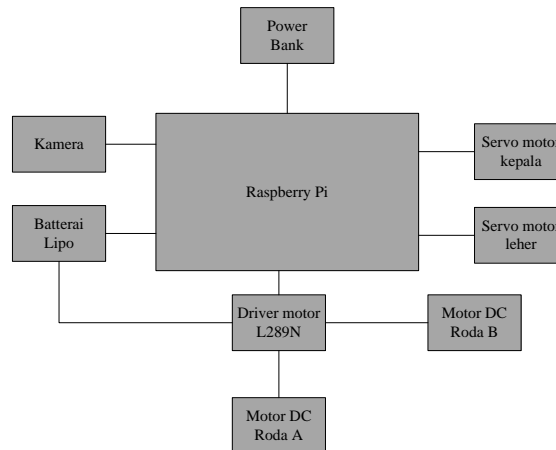 Power
Bank
Kamera
Raspberry Pi
Servo motor
kepala
Batterai
Lipo
Servo motor
leher
Driver motor
L289N
Motor DC
Roda B
Motor DC
Roda A